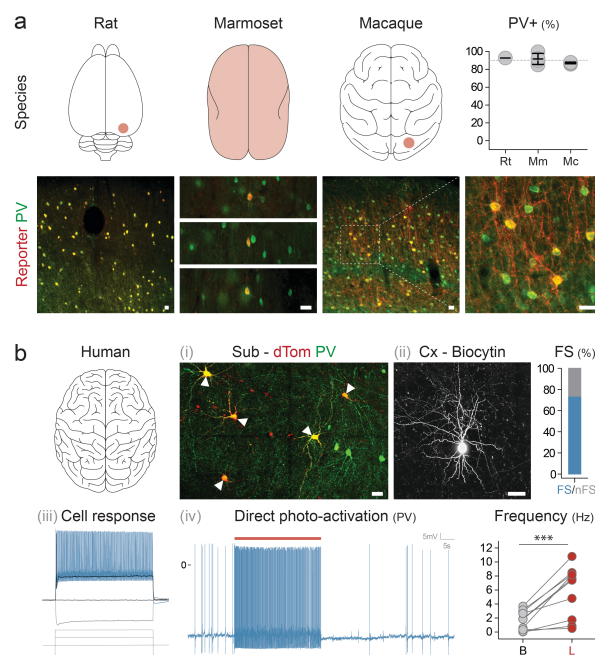 a
Rat
Marmoset
Macaque
PV+ (%)
Species
100
80
60
40
20
0
Rt Mm Mc
Reporter PV
b
Human
(i) Sub - dTom PV
(ii) Cx - Biocytin
FS (%)
100
80
60
40
20
0
FS/nFS
(iii) Cell response
(iv) Direct photo-activation (PV)
5mV
5s
0-
Frequency (Hz)
***
12
10
8
6
4
2
0
B L